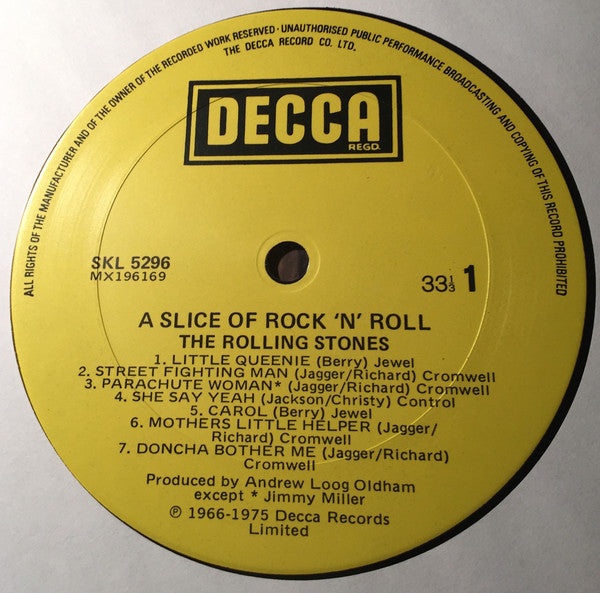 ALL RIGHTS OF THE MANUFACTURER AND OF THE OWNER OF THE RECORDED WORK RESERVED · UNAUTHORISED PUBLIC PERFORMANCE BROADCASTING AND COPYING OF THIS RECORD PROHIBITED
THE DECCA RECORD CO. LTD.
DECCA
REGD.
SKL 5296
MX196169
33⅓ 1
A SLICE OF ROCK 'N' ROLL
THE ROLLING STONES
1. LITTLE QUEENIE (Berry) Jewel
2. STREET FIGHTING MAN (Jagger/Richard) Cromwell
3. PARACHUTE WOMAN* (Jagger/Richard) Cromwell
4. SHE SAY YEAH (Jackson/Christy) Control
5. CAROL (Berry) Jewel
6. MOTHERS LITTLE HELPER (Jagger/
Richard) Cromwell
7. DONCHA BOTHER ME (Jagger/Richard)
Cromwell
Produced by Andrew Loog Oldham
except * Jimmy Miller
℗ 1966-1975 Decca Records
Limited